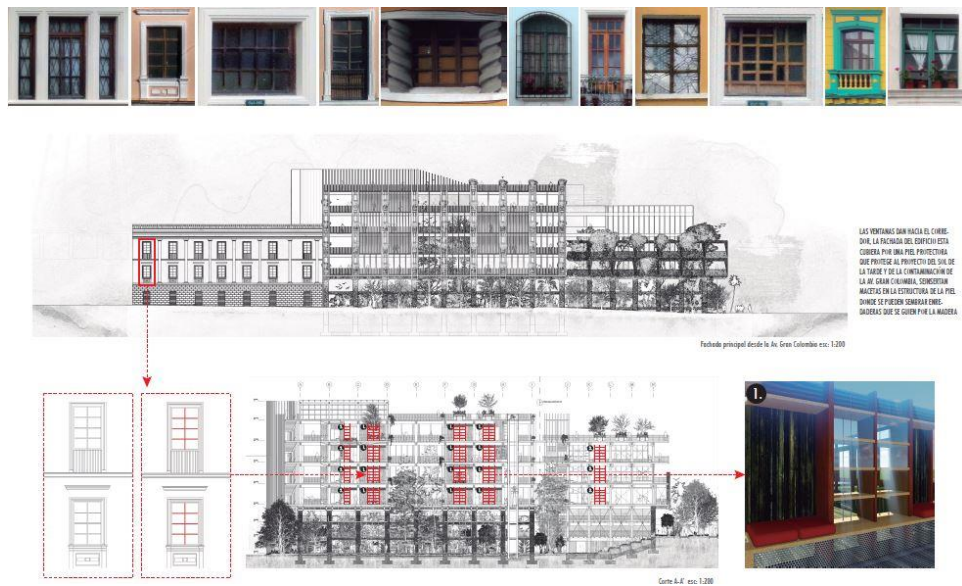 LAS VENTANAS DAN HACIA EL CORRE-
DOR, LA FACHADA DEL EDIFICIO ESTA
CUBIERA POR UNA PIEL PROTECTORA
QUE PROTEGE AL PROYECTO DEL SOL DE
LA TARDE Y DE LA CONTAMINACIÓN DE
LA AV. GRAN COLOMBIA, SEINSERTAN
MACETAS EN LA ESTRUCTURA DE LA PIEL
DONDE SE PUEDEN SEMBRAR ENRE-
DADERAS QUE SE GUIEN POR LA MADERA
Fachada principal desde la Av. Gran Colombia esc: 1:200
1.
Corte A-A' esc: 1:200